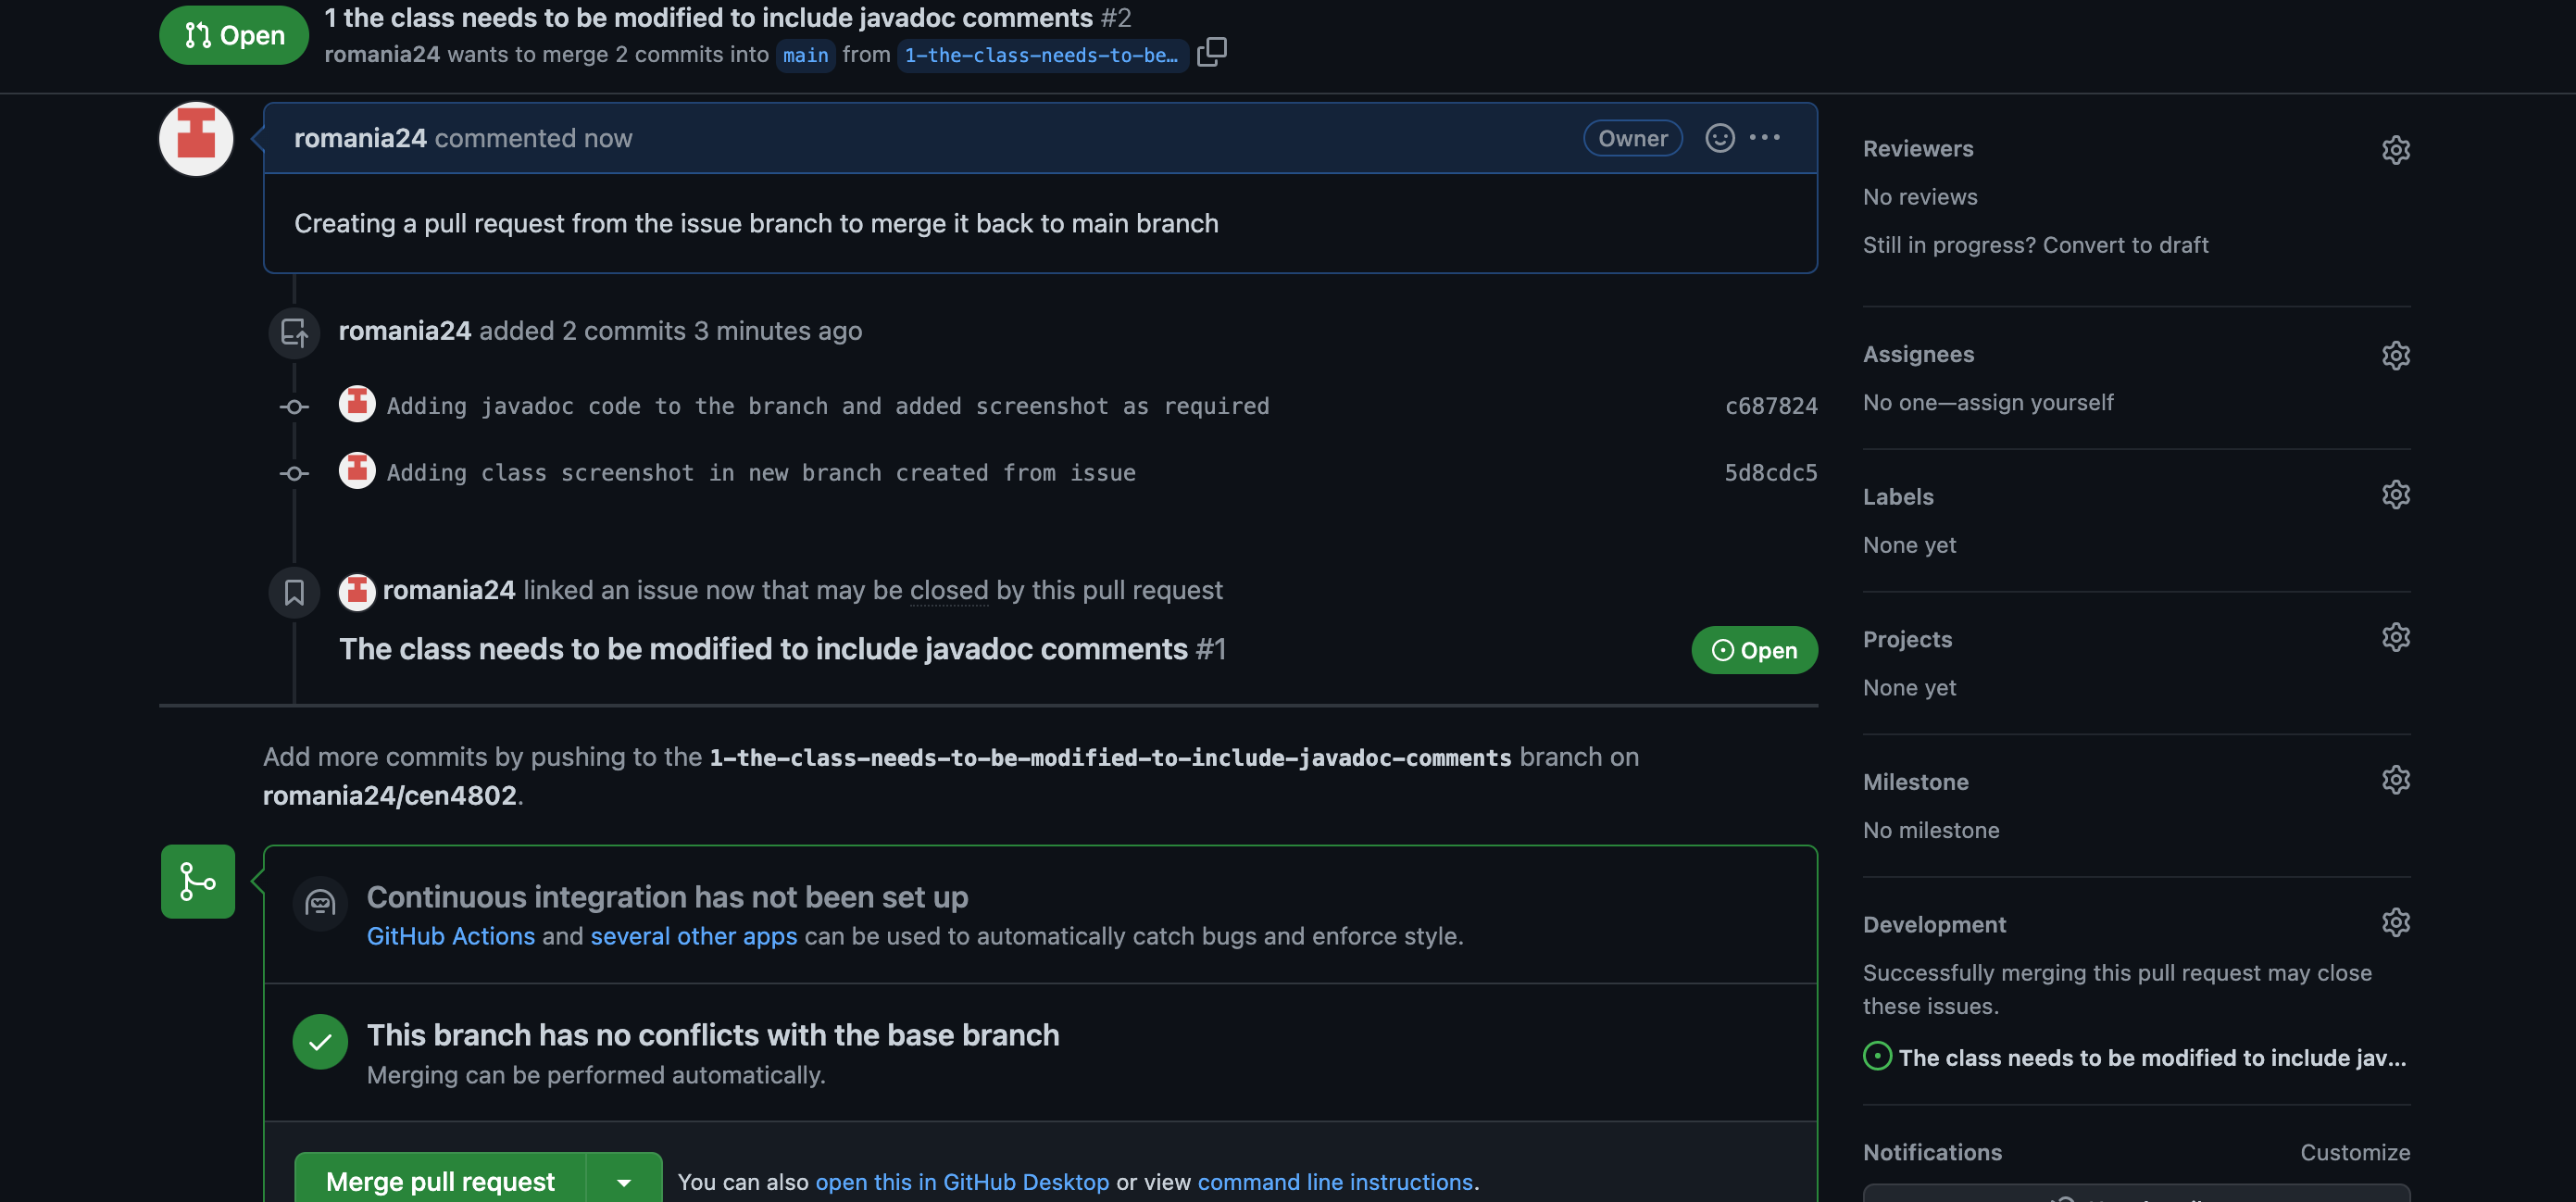 Open
1 the class needs to be modified to include javadoc comments #2
romania24 wants to merge 2 commits into main from 1-the-class-needs-to-be…
romania24 commented now
Owner
Creating a pull request from the issue branch to merge it back to main branch
romania24 added 2 commits 3 minutes ago
Adding javadoc code to the branch and added screenshot as required c687824
Adding class screenshot in new branch created from issue 5d8cdc5
romania24 linked an issue now that may be closed by this pull request
The class needs to be modified to include javadoc comments #1
Open
Add more commits by pushing to the 1-the-class-needs-to-be-modified-to-include-javadoc-comments branch on
romania24/cen4802.
Continuous integration has not been set up
GitHub Actions and several other apps can be used to automatically catch bugs and enforce style.
This branch has no conflicts with the base branch
Merging can be performed automatically.
Merge pull request
You can also open this in GitHub Desktop or view command line instructions.
Reviewers
No reviews
Still in progress? Convert to draft
Assignees
No one—assign yourself
Labels
None yet
Projects
None yet
Milestone
No milestone
Development
Successfully merging this pull request may close
these issues.
The class needs to be modified to include jav...
Notifications
Customize